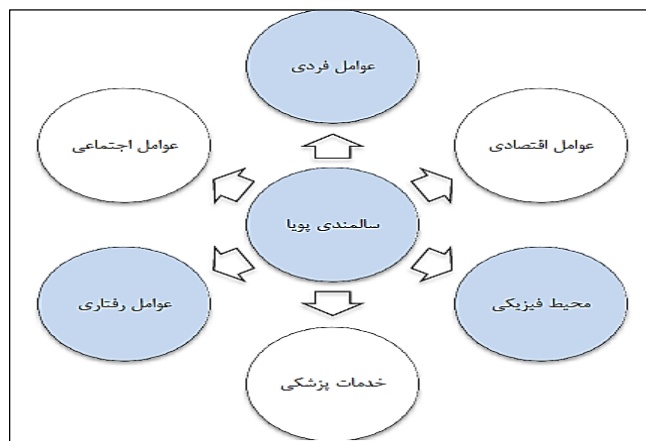 عوامل فردی
عوامل اقتصادی
عوامل اجتماعی
سالمندی پویا
محیط فیزیکی
عوامل رفتاری
خدمات پزشکی